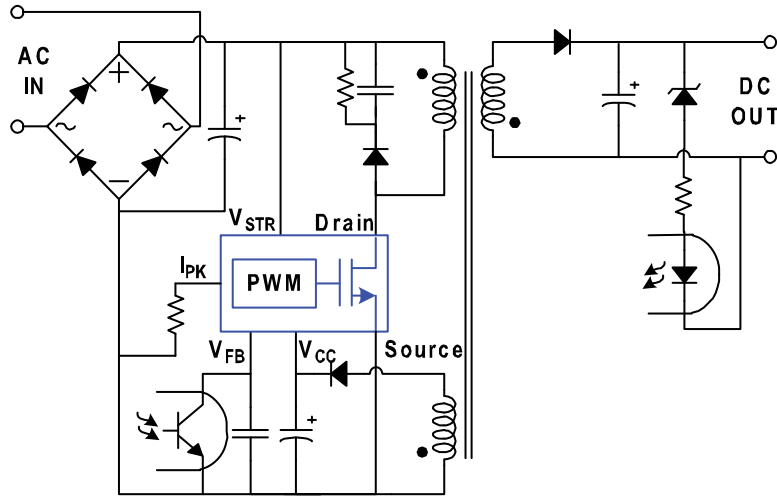 AC
IN
+
~
~
−
+
+
DC
OUT
VSTR
Drain
IPK
PWM
VFB
VCC
Source
+